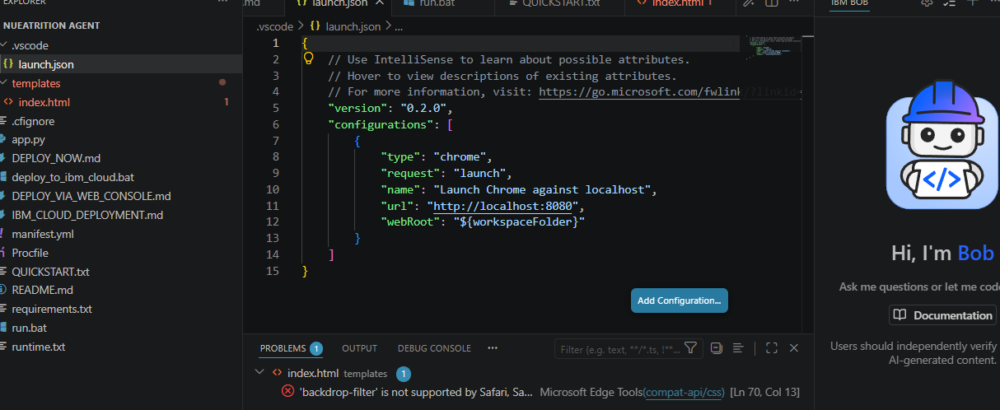 EXPLORER
.md
launch.json
run.bat
QUICKSTART.txt
index.html 1
IBM BOB
NUEATRITION AGENT
.vscode
launch.json
templates
index.html 1
.cfignore
app.py
DEPLOY_NOW.md
deploy_to_ibm_cloud.bat
DEPLOY_VIA_WEB_CONSOLE.md
IBM_CLOUD_DEPLOYMENT.md
manifest.yml
Procfile
QUICKSTART.txt
README.md
requirements.txt
run.bat
runtime.txt
.vscode > {} launch.json > ...
1 {
2 // Use IntelliSense to learn about possible attributes.
3 // Hover to view descriptions of existing attributes.
4 // For more information, visit: https://go.microsoft.com/fwlink/?linkid=
5 "version": "0.2.0",
6 "configurations": [
7 {
8 "type": "chrome",
9 "request": "launch",
10 "name": "Launch Chrome against localhost",
11 "url": "http://localhost:8080",
12 "webRoot": "${workspaceFolder}"
13 }
14 ]
15 }
Add Configuration...
PROBLEMS 1
OUTPUT
DEBUG CONSOLE
...
Filter (e.g. text, **/*.ts, !**...
index.html templates 1
'backdrop-filter' is not supported by Safari, Sa... Microsoft Edge Tools(compat-api/css) [Ln 70, Col 13]
</>
Hi, I'm Bob
Ask me questions or let me cod
Documentation
Users should independently verify
AI-generated content.